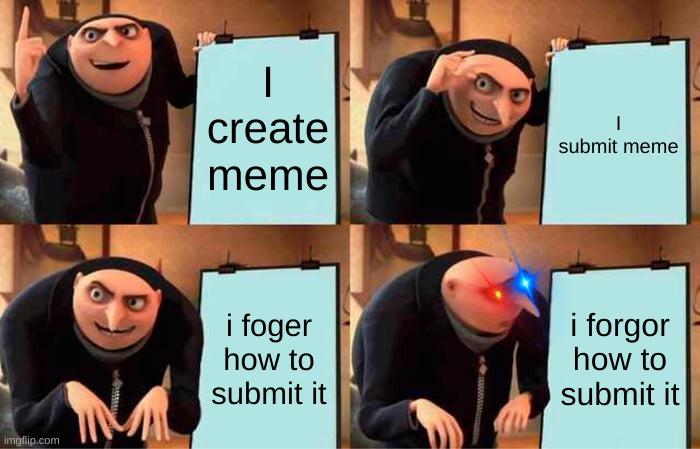 I
create
meme
I
submit meme
i foger
how to
submit it
i forgor
how to
submit it
imgflip.com